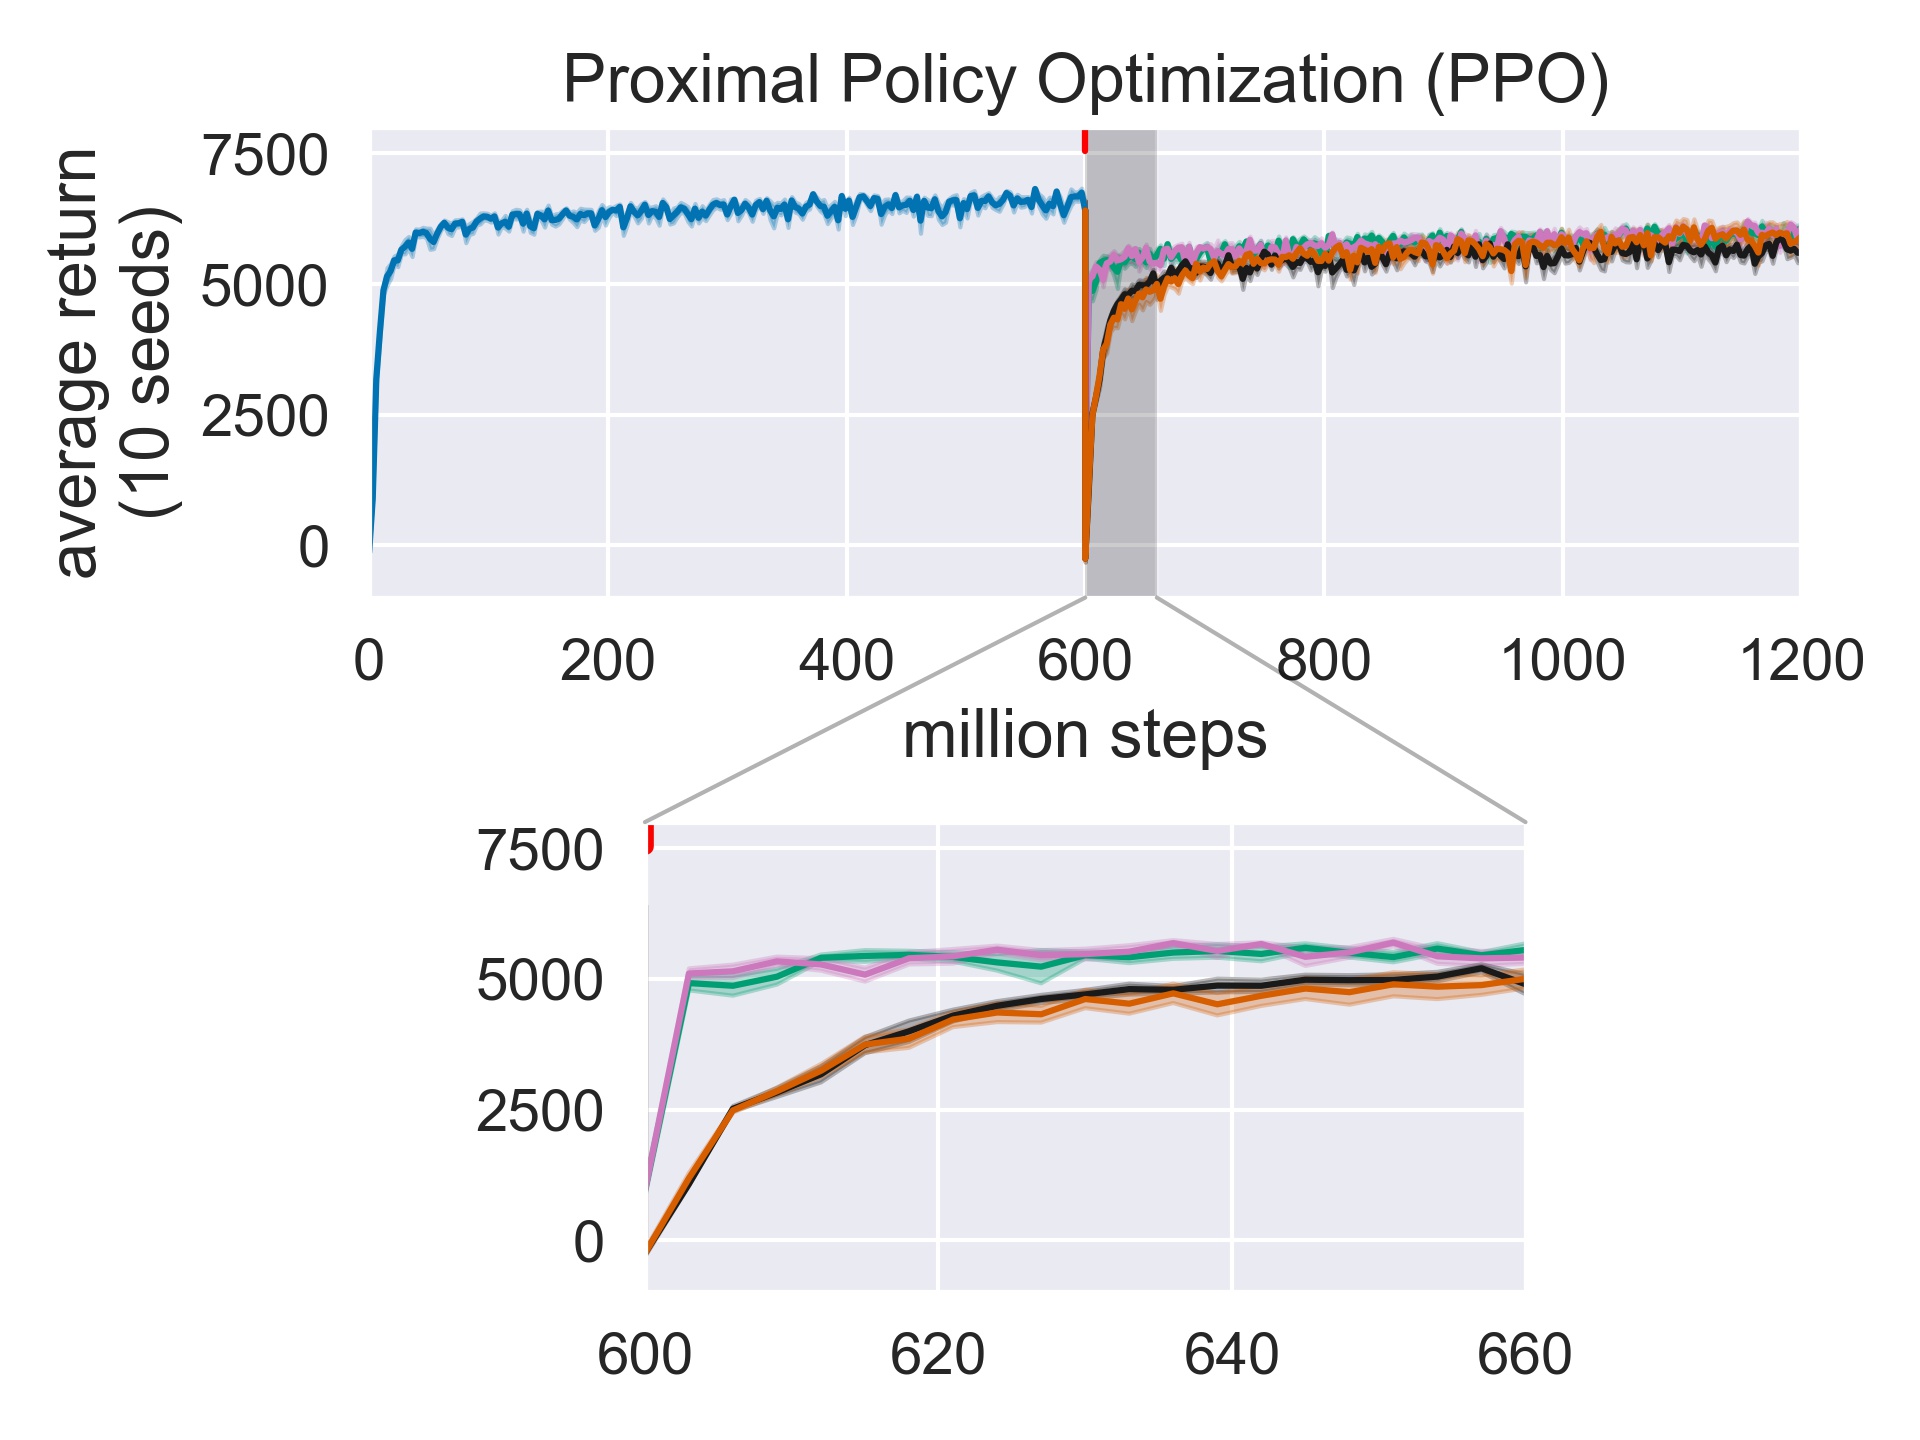 Proximal Policy Optimization (PPO)
average return
(10 seeds)
7500
5000
2500
0
0 200 400 600 800 1000 1200
million steps
7500
5000
2500
0
600 620 640 660